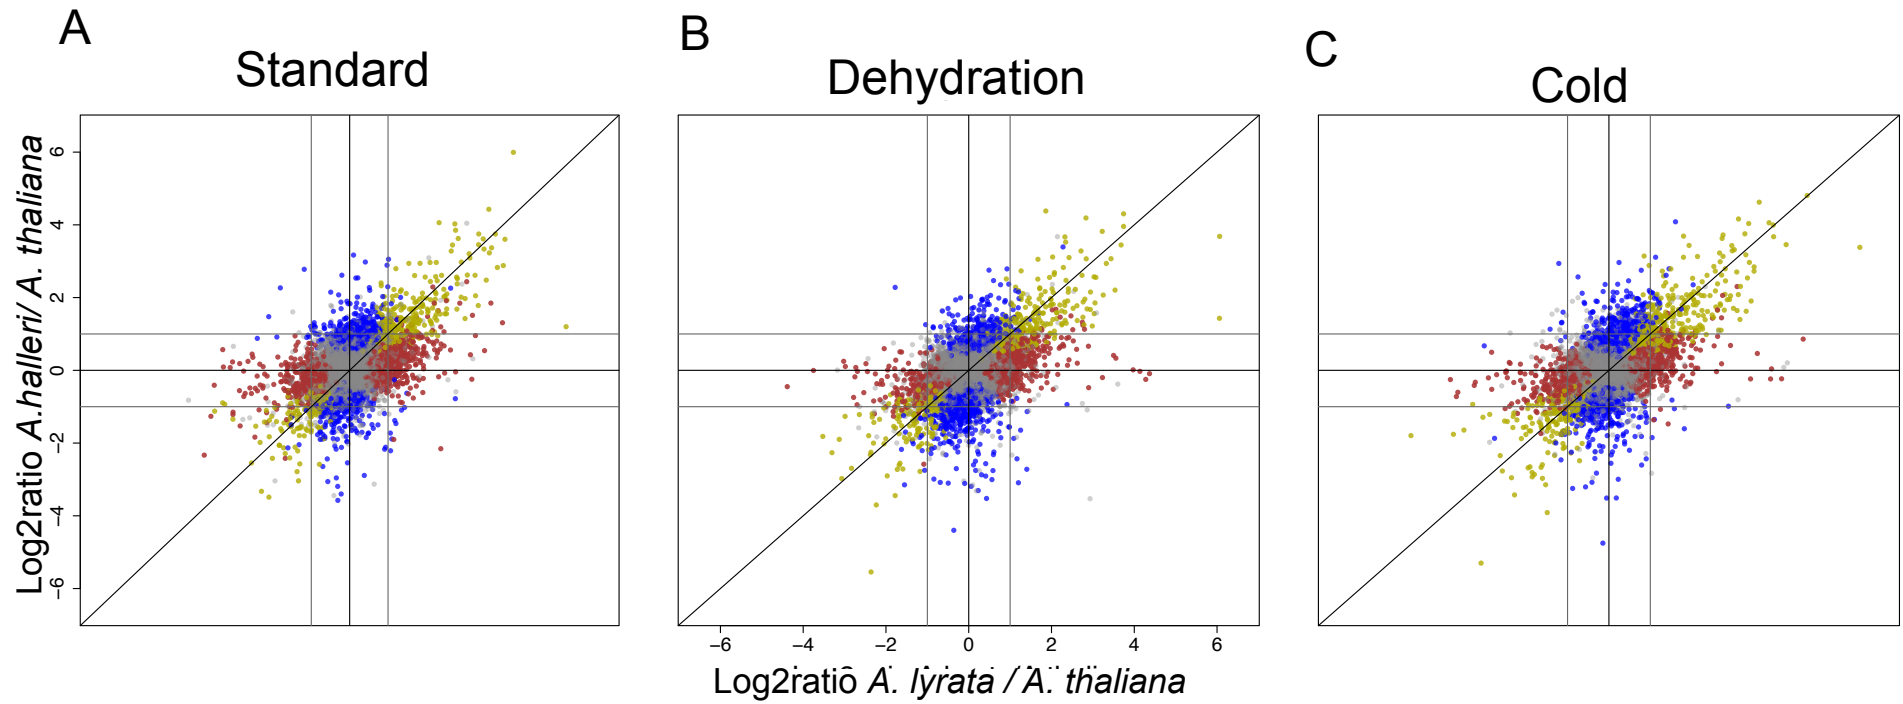 A
B
C
Standard
Dehydration
Cold
Log2ratio A.halleri/ A. thaliana
6
4
2
0
−2
−4
−6
−6 −4 −2 0 2 4 6
Log2ratio A. lyrata / A. thaliana